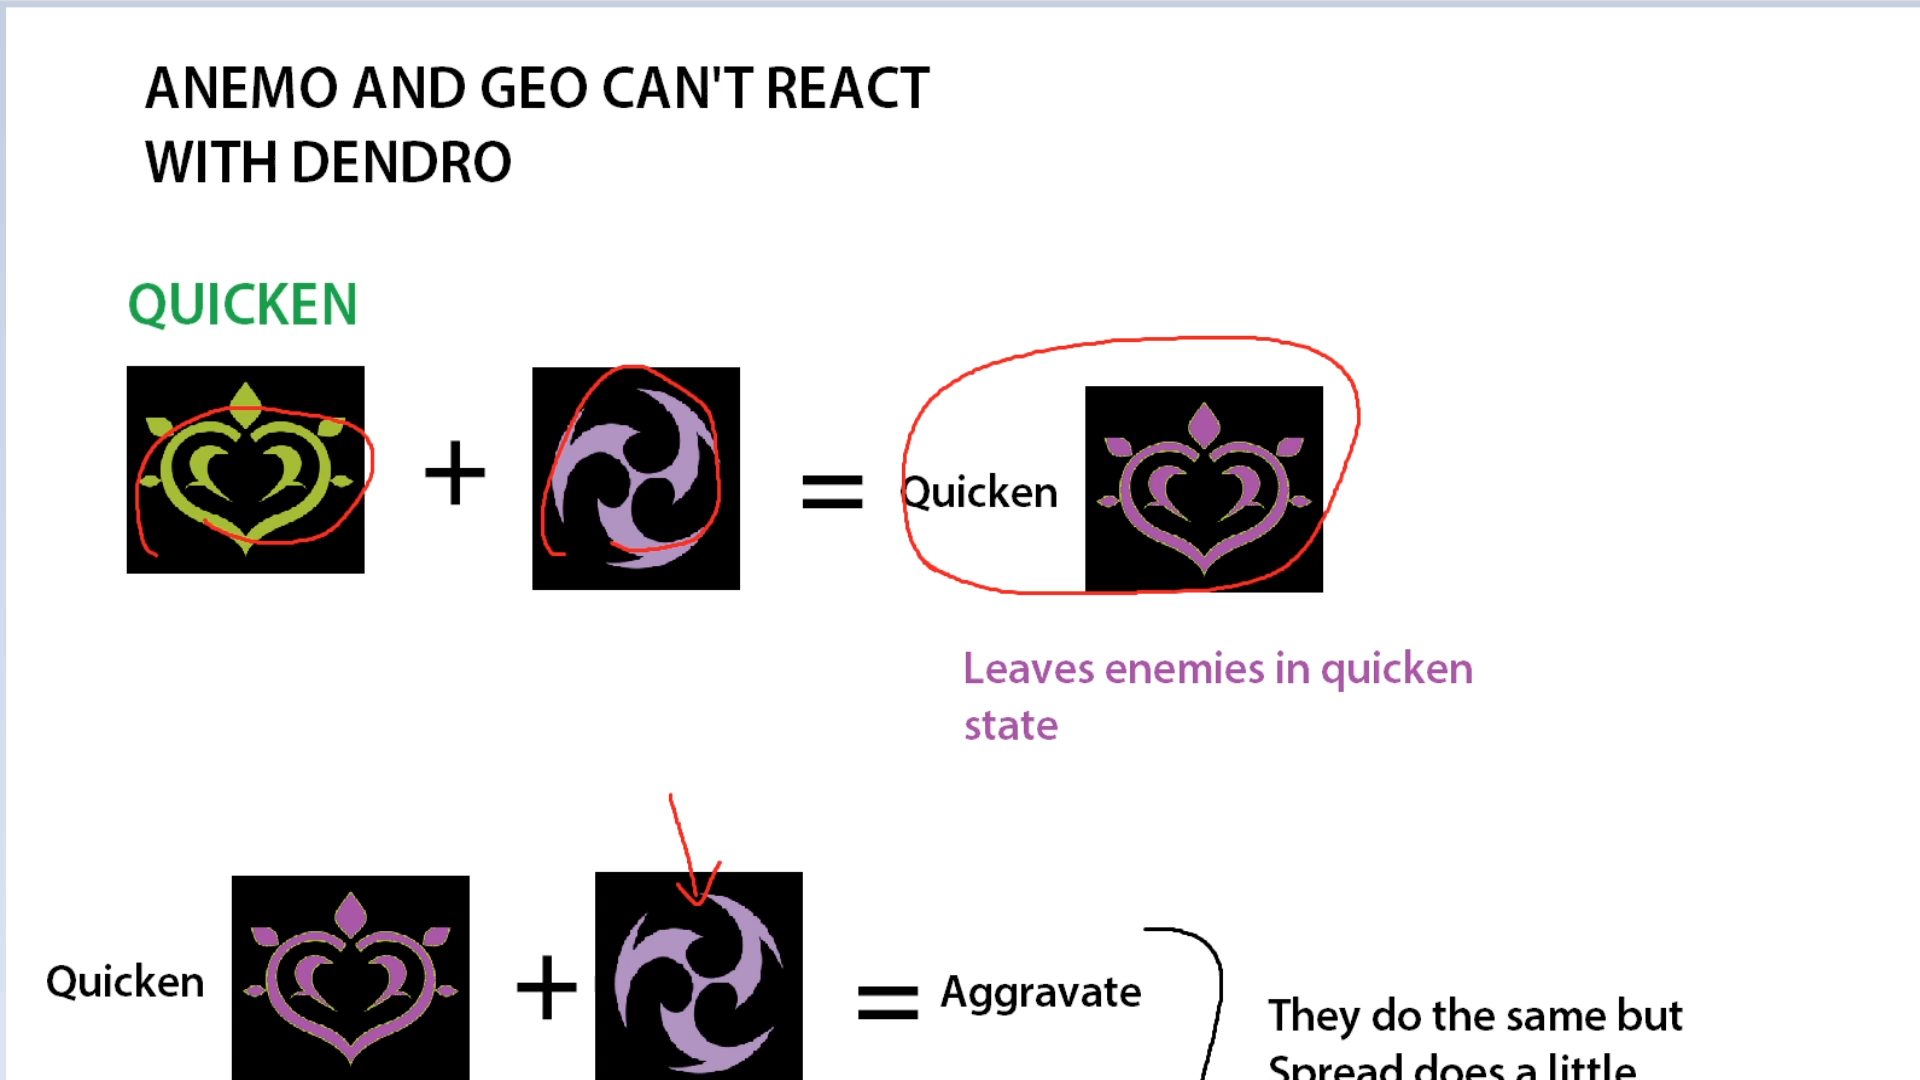 ANEMO AND GEO CAN'T REACT
WITH DENDRO
QUICKEN
+
= Quicken
Leaves enemies in quicken
state
Quicken + = Aggravate
They do the same but
Spread does a little